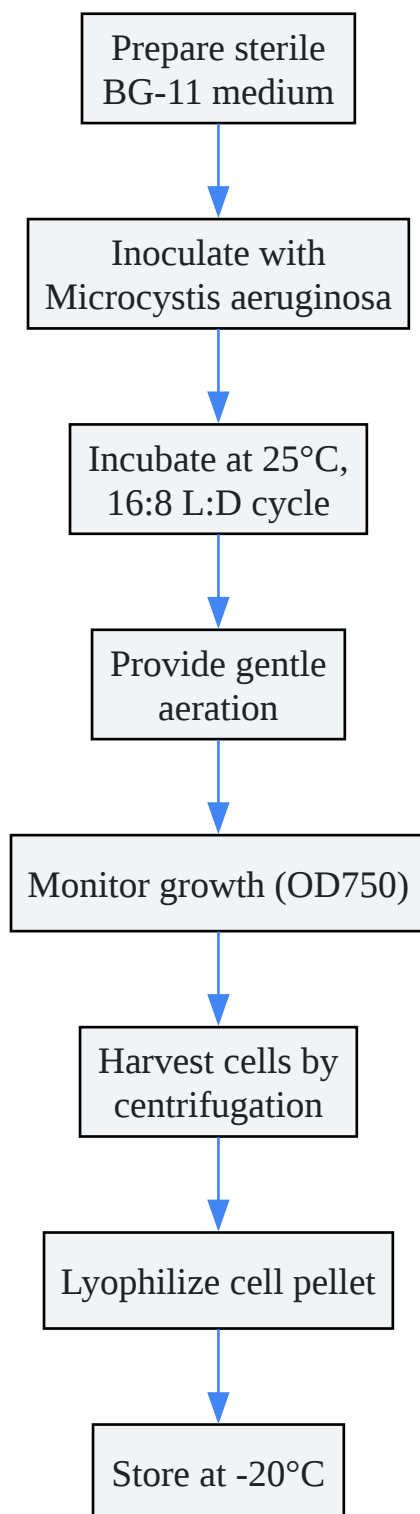 Prepare sterile
BG-11 medium
Inoculate with
Microcystis aeruginosa
Incubate at 25°C,
16:8 L:D cycle
Provide gentle
aeration
Monitor growth (OD750)
Harvest cells by
centrifugation
Lyophilize cell pellet
Store at -20°C